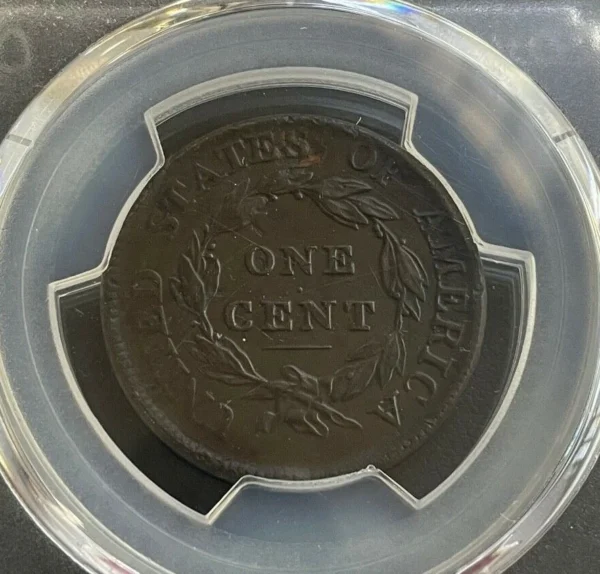 STATES OF AMERICA
ONE
CENT